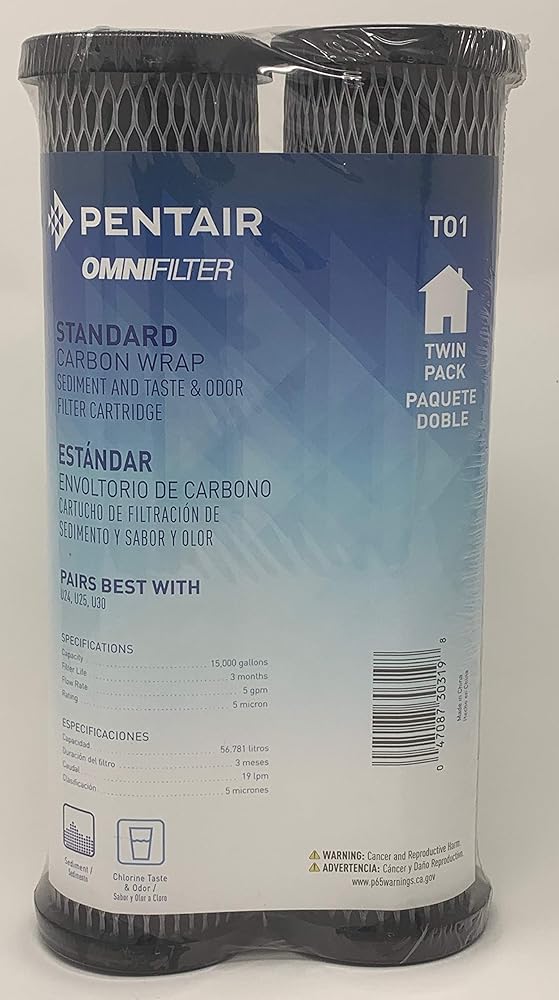 PENTAIR
OMNIFILTER
TO1
TWIN
PACK
PAQUETE
DOBLE
STANDARD
CARBON WRAP
SEDIMENT AND TASTE & ODOR
FILTER CARTRIDGE
ESTÁNDAR
ENVOLTORIO DE CARBONO
CARTUCHO DE FILTRACIÓN DE
SEDIMENTO Y SABOR Y OLOR
PAIRS BEST WITH
U24, U25, U30
SPECIFICATIONS
Capacity 15,000 gallons
Filter Life 3 months
Flow Rate 5 gpm
Rating 5 micron
ESPECIFICACIONES
Capacidad 56,781 litros
Duración del filtro 3 meses
Caudal 19 lpm
Clasificación 5 micrones
0 47087 30319 8
Made in China
Hecho en China
Sediment /
Sedimento
Chlorine Taste
& Odor /
Sabor y Olor a Cloro
WARNING: Cancer and Reproductive Harm.
ADVERTENCIA: Cáncer y Daño Reproductivo.
www.p65warnings.ca.gov